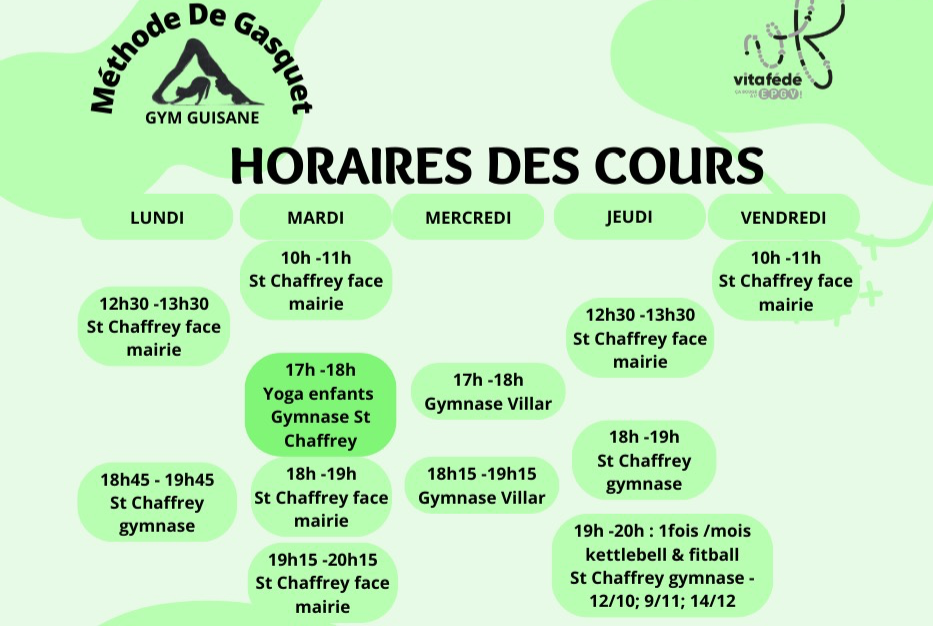 Méthode De Gasquet
GYM GUISANE
vitafédé
EPGV
HORAIRES DES COURS
LUNDI
MARDI
MERCREDI
JEUDI
VENDREDI
12h30 -13h30
St Chaffrey face
mairie
18h45 - 19h45
St Chaffrey
gymnase
10h -11h
St Chaffrey face
mairie
17h -18h
Yoga enfants
Gymnase St
Chaffrey
18h -19h
St Chaffrey face
mairie
19h15 -20h15
St Chaffrey face
mairie
17h -18h
Gymnase Villar
18h15 -19h15
Gymnase Villar
12h30 -13h30
St Chaffrey face
mairie
18h -19h
St Chaffrey
gymnase
19h -20h : 1fois /mois
kettlebell & fitball
St Chaffrey gymnase -
12/10; 9/11; 14/12
10h -11h
St Chaffrey face
mairie